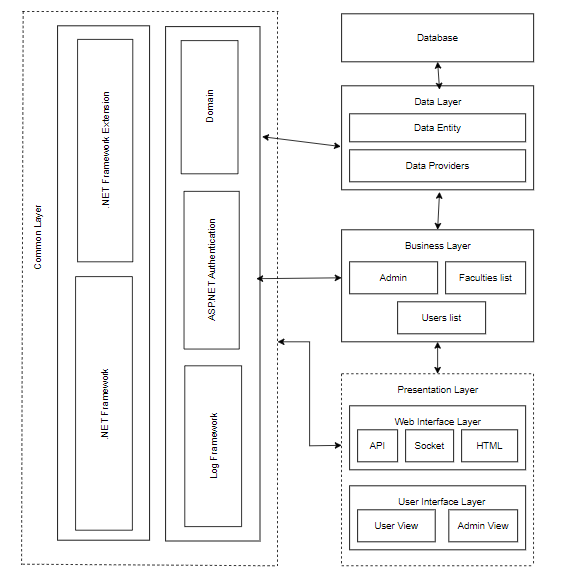 Common Layer
.NET Framework Extension
.NET Framework
Domain
ASP.NET Authentication
Log Framework
Database
Data Layer
Data Entity
Data Providers
Business Layer
Admin
Faculties list
Users list
Presentation Layer
Web Interface Layer
API
Socket
HTML
User Interface Layer
User View
Admin View